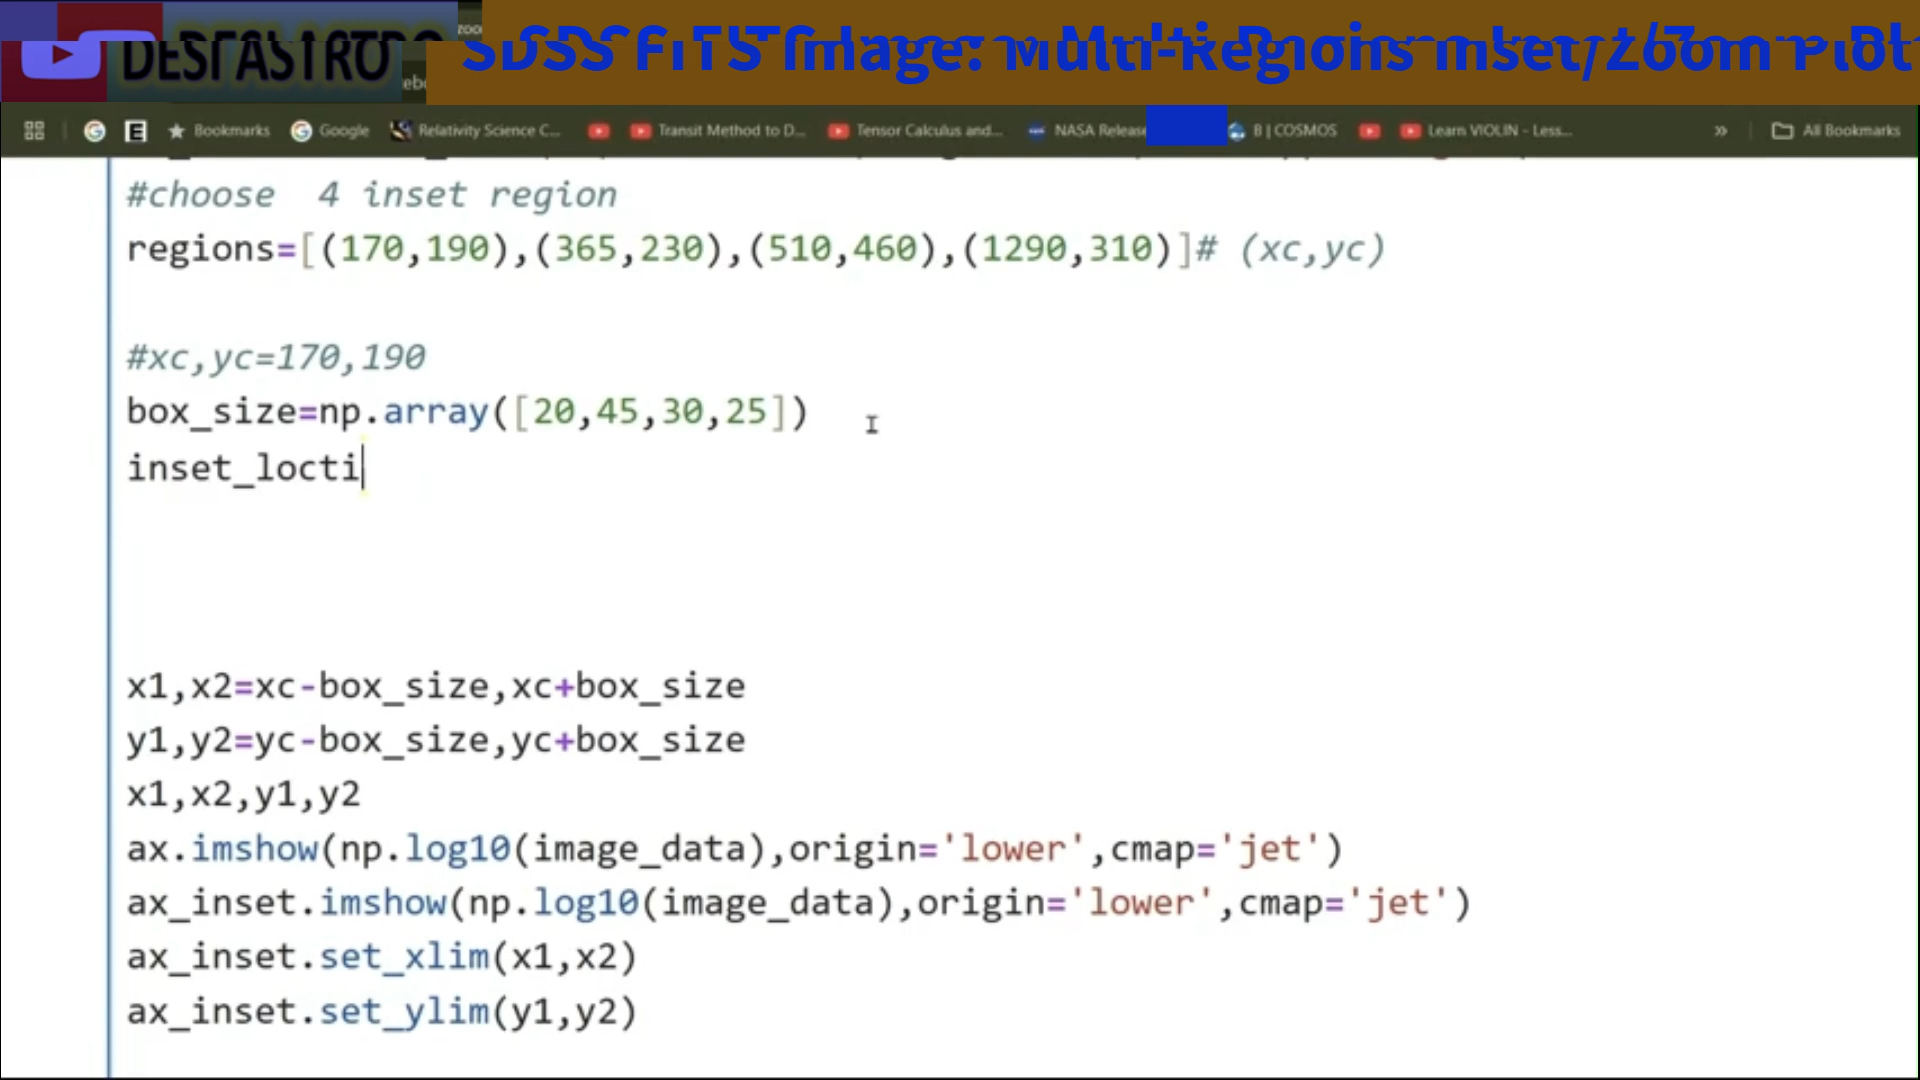 DESFASTRO
SDSS FITS Image: Multi-Regions Inset/Zoom Plot
Bookmarks Google Relativity Science C... Transit Method to D... Tensor Calculus and... NASA Release B | COSMOS Learn VIOLIN - Less... » All Bookmarks
#choose 4 inset region
regions=[(170,190),(365,230),(510,460),(1290,310)]# (xc,yc)
#xc,yc=170,190
box_size=np.array([20,45,30,25])
inset_locti
x1,x2=xc-box_size,xc+box_size
y1,y2=yc-box_size,yc+box_size
x1,x2,y1,y2
ax.imshow(np.log10(image_data),origin='lower',cmap='jet')
ax_inset.imshow(np.log10(image_data),origin='lower',cmap='jet')
ax_inset.set_xlim(x1,x2)
ax_inset.set_ylim(y1,y2)